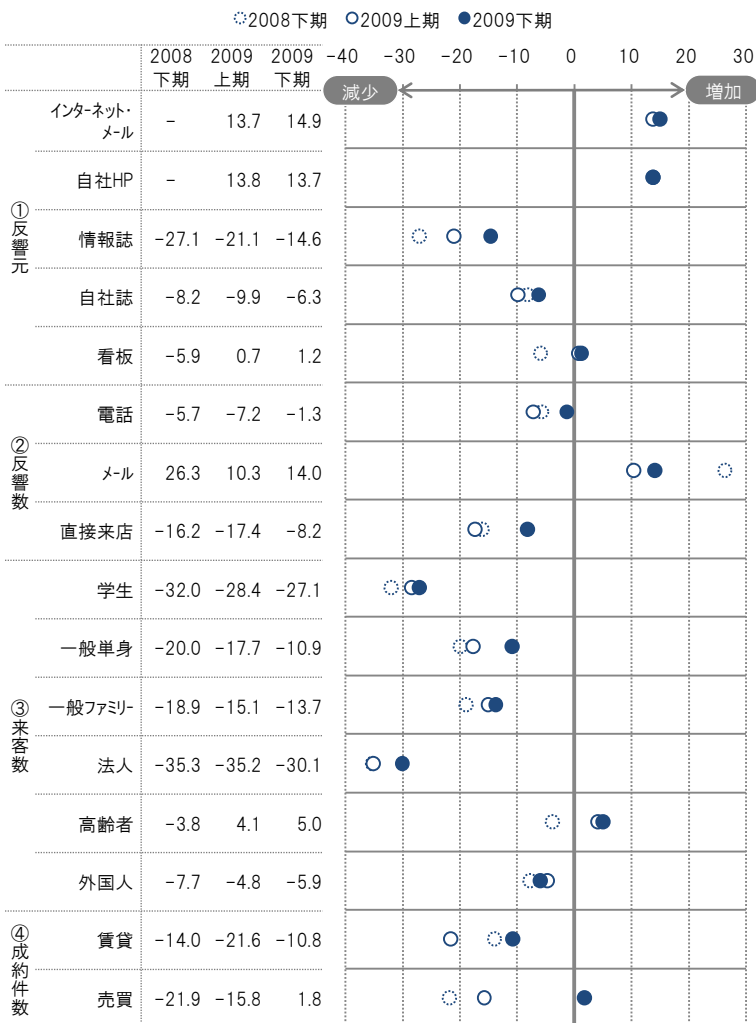 2008下期 2009上期 2009下期
2008 2009 2009 -40 -30 -20 -10 0 10 20 30
下期 上期 下期
減少 増加
①反響元
インターネット・
メール - 13.7 14.9
自社HP - 13.8 13.7
情報誌 -27.1 -21.1 -14.6
自社誌 -8.2 -9.9 -6.3
看板 -5.9 0.7 1.2
②反響数
電話 -5.7 -7.2 -1.3
メール 26.3 10.3 14.0
直接来店 -16.2 -17.4 -8.2
③来客数
学生 -32.0 -28.4 -27.1
一般単身 -20.0 -17.7 -10.9
一般ファミリー -18.9 -15.1 -13.7
法人 -35.3 -35.2 -30.1
高齢者 -3.8 4.1 5.0
外国人 -7.7 -4.8 -5.9
④成約件数
賃貸 -14.0 -21.6 -10.8
売買 -21.9 -15.8 1.8